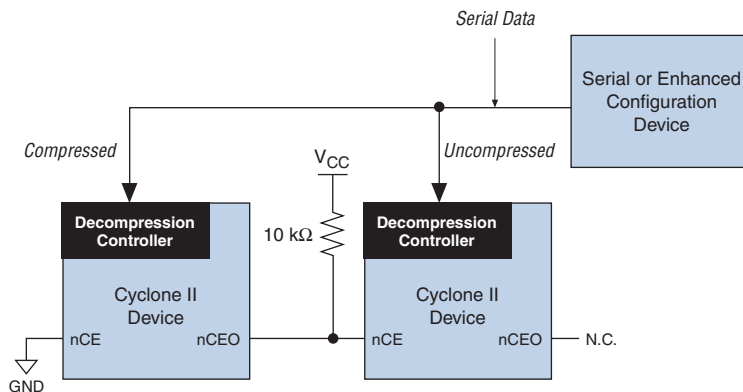 Serial Data
Serial or Enhanced
Configuration
Device
Compressed
Uncompressed
VCC
10 kΩ
Decompression
Controller
Cyclone II
Device
nCE
nCEO
GND
Decompression
Controller
Cyclone II
Device
nCE
nCEO
N.C.